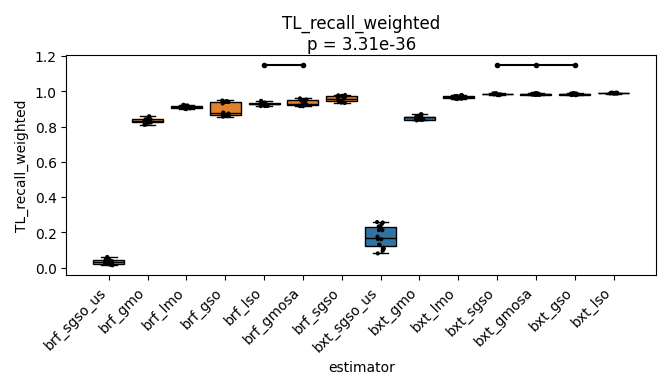 TL_recall_weighted
p = 3.31e-36
TL_recall_weighted
1.2
1.0
0.8
0.6
0.4
0.2
0.0
brf_sgso_us
brf_gmo
brf_lmo
brf_gso
brf_lso
brf_gmosa
brf_sgso
bxt_sgso_us
bxt_gmo
bxt_lmo
bxt_sgso
bxt_gmosa
bxt_gso
bxt_lso
estimator